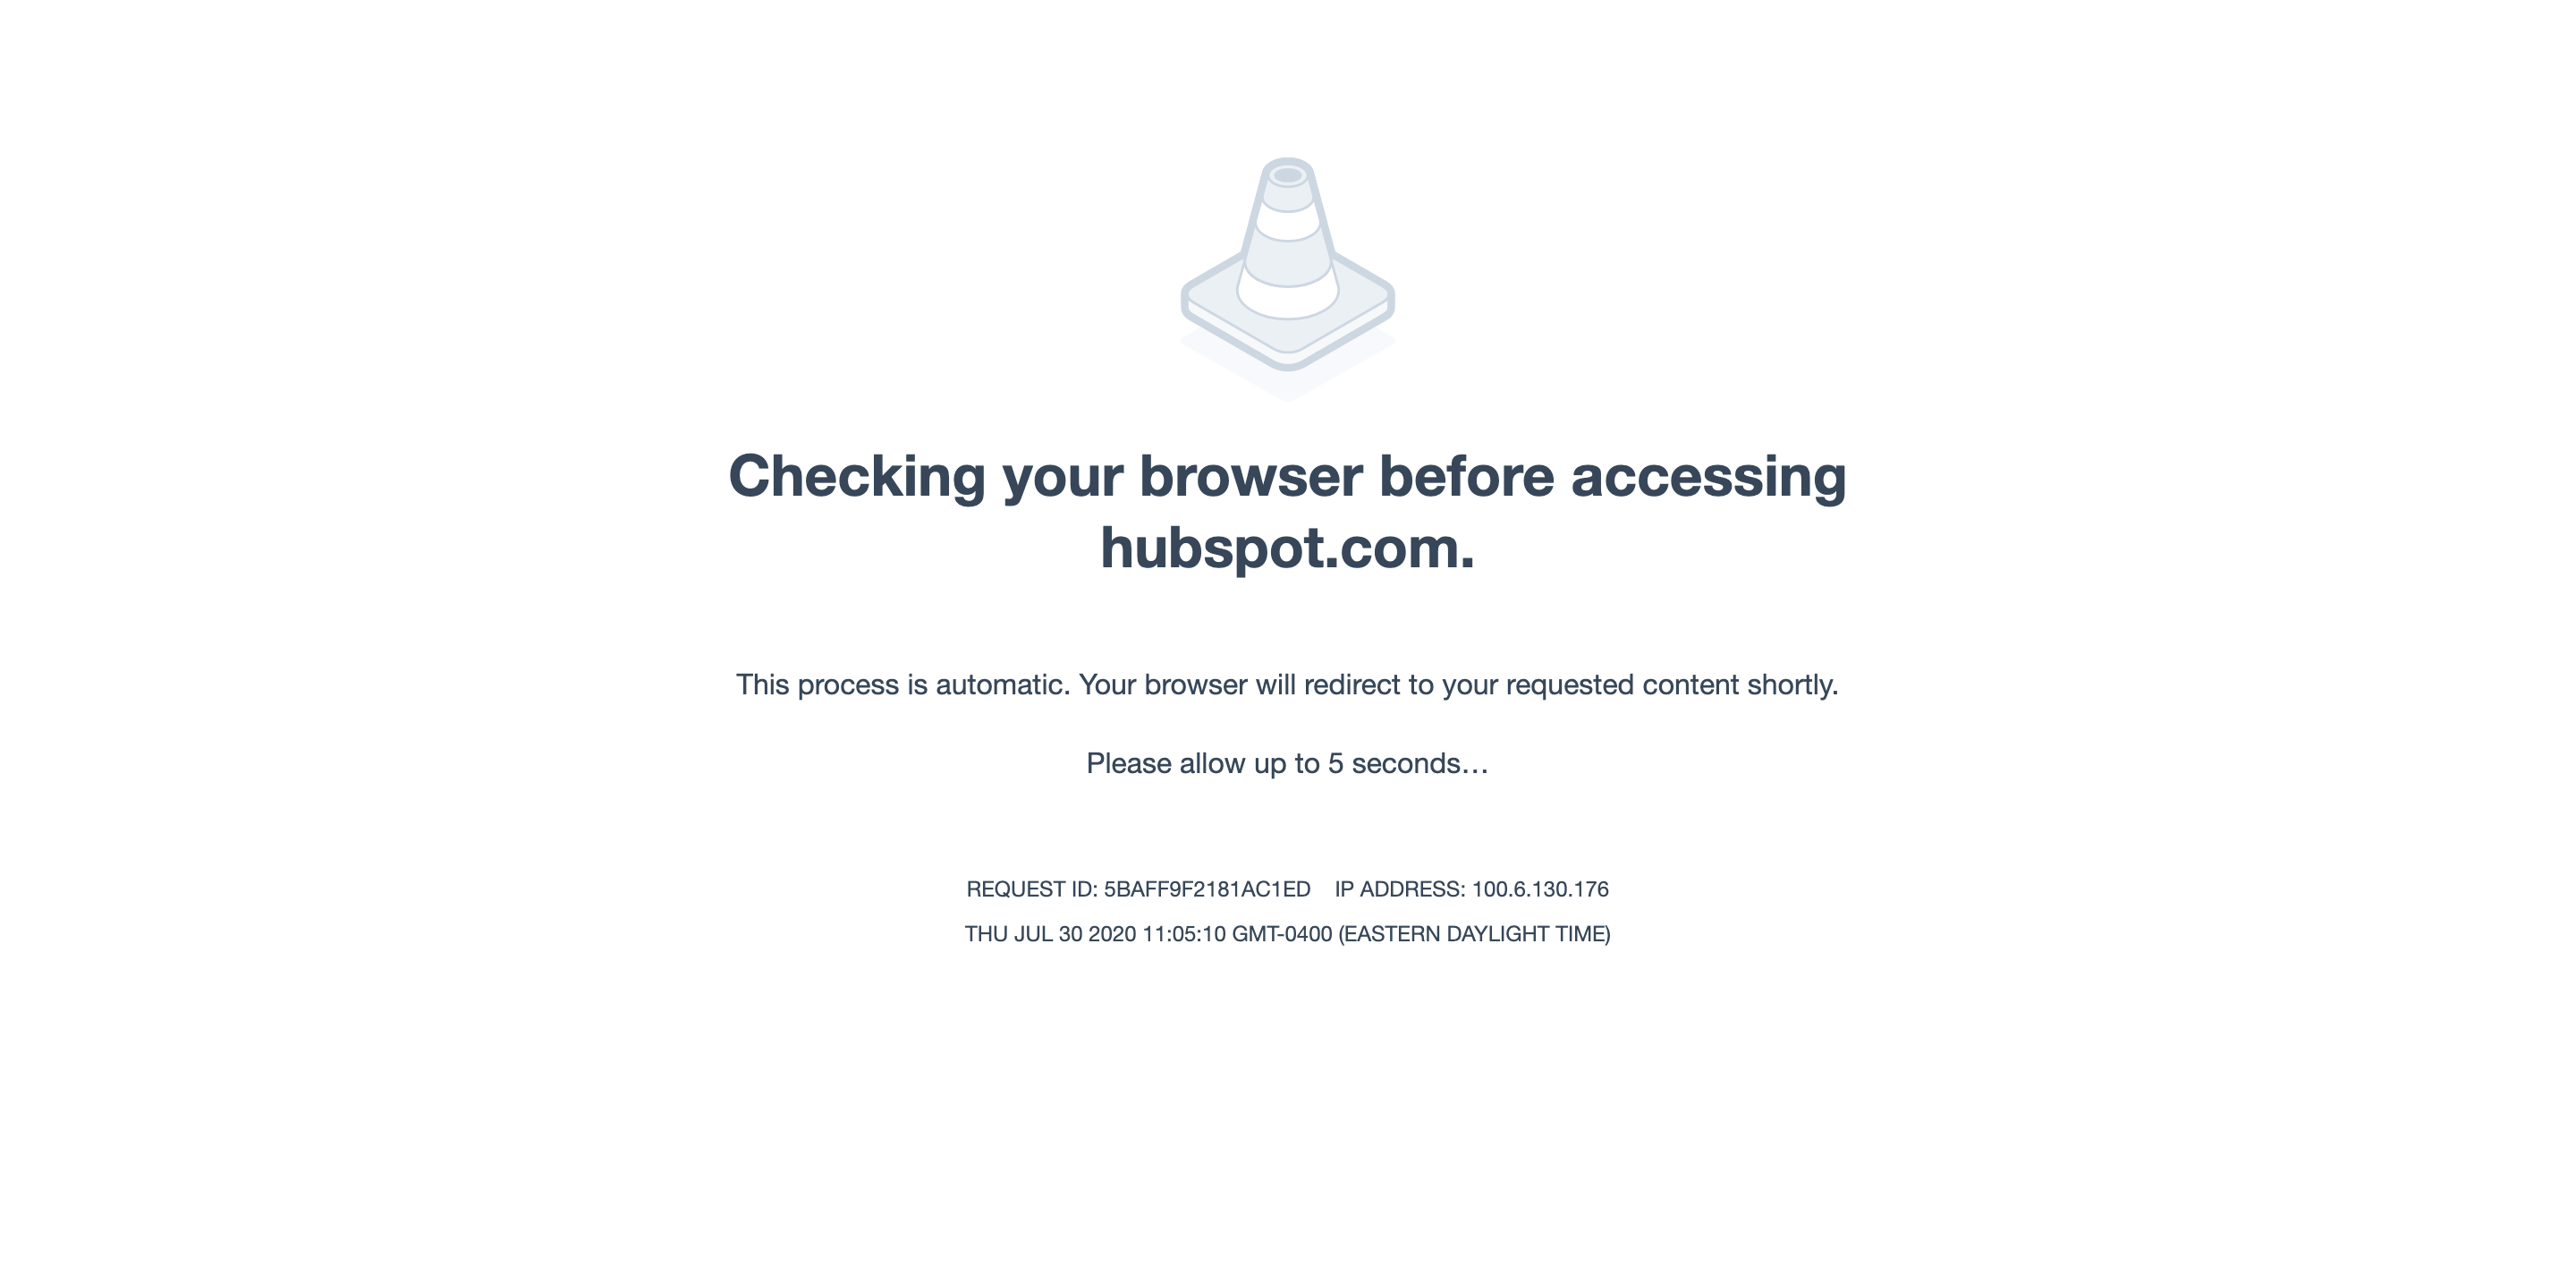 Checking your browser before accessing
hubspot.com.
This process is automatic. Your browser will redirect to your requested content shortly.
Please allow up to 5 seconds…
REQUEST ID: 5BAFF9F2181AC1ED IP ADDRESS: 100.6.130.176
THU JUL 30 2020 11:05:10 GMT-0400 (EASTERN DAYLIGHT TIME)